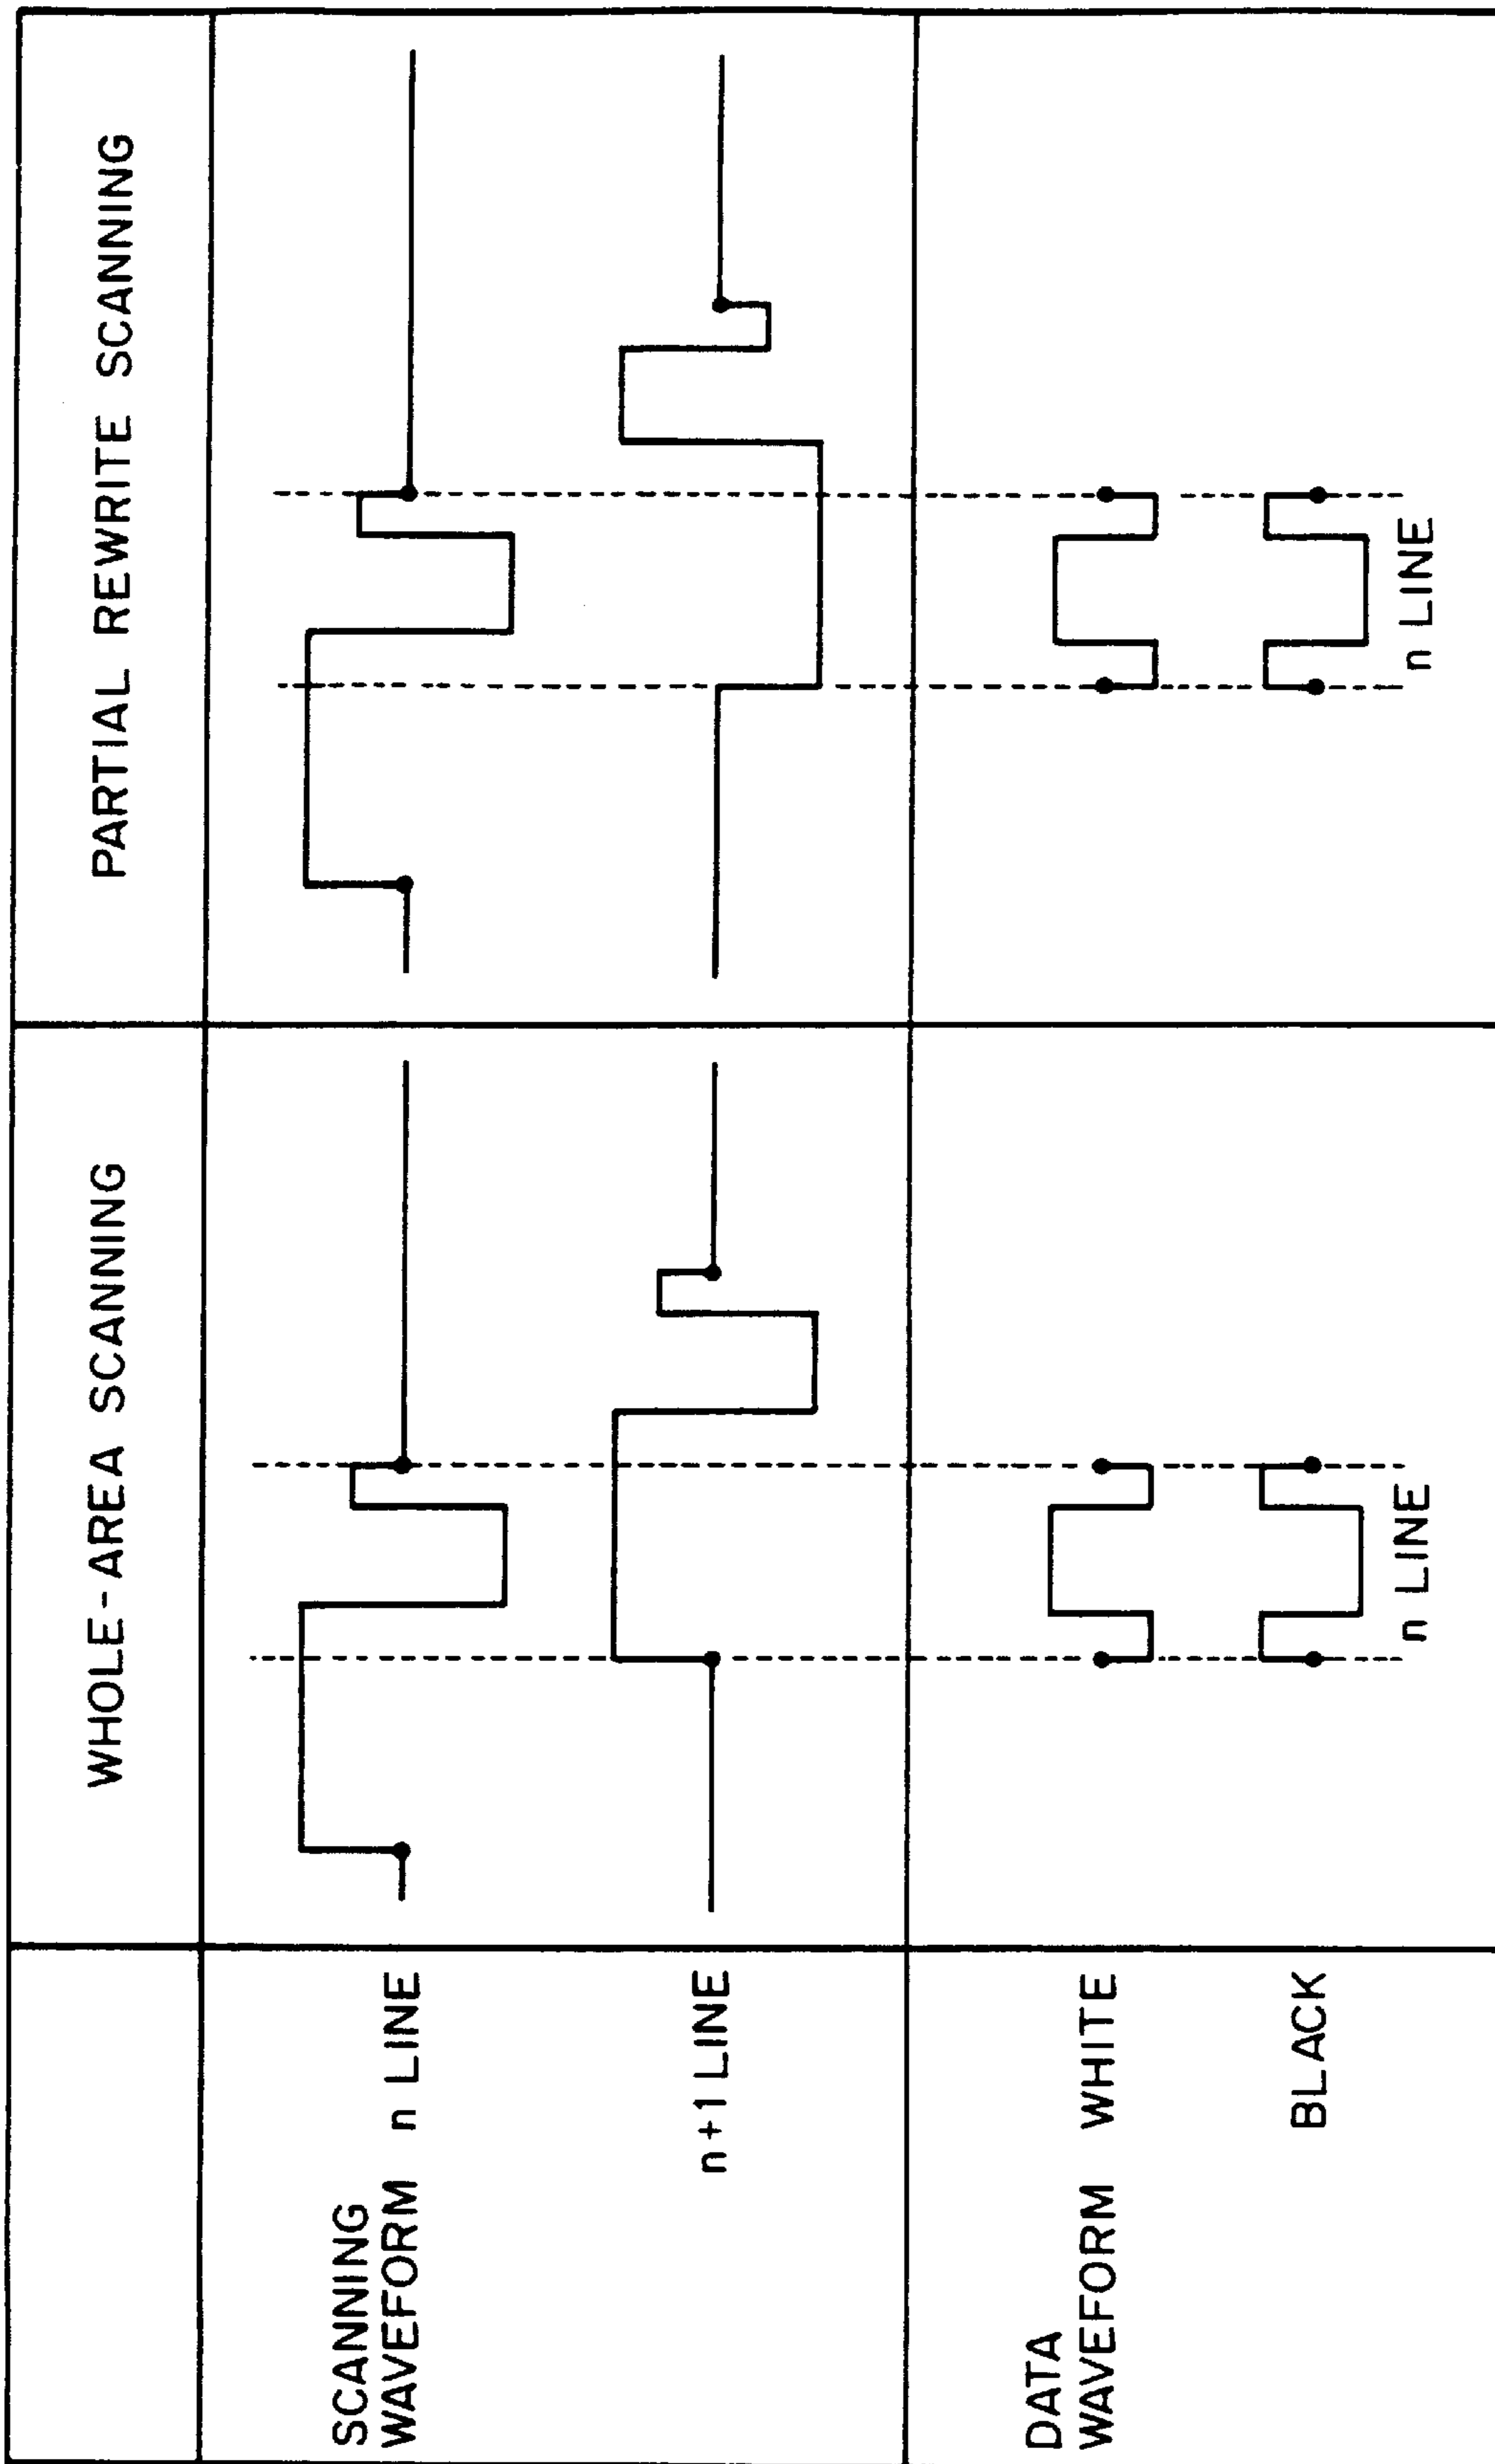 WHOLE-AREA SCANNING
PARTIAL REWRITE SCANNING
SCANNING
WAVEFORM n LINE
n+1 LINE
DATA
WAVEFORM WHITE
BLACK
n LINE
n LINE